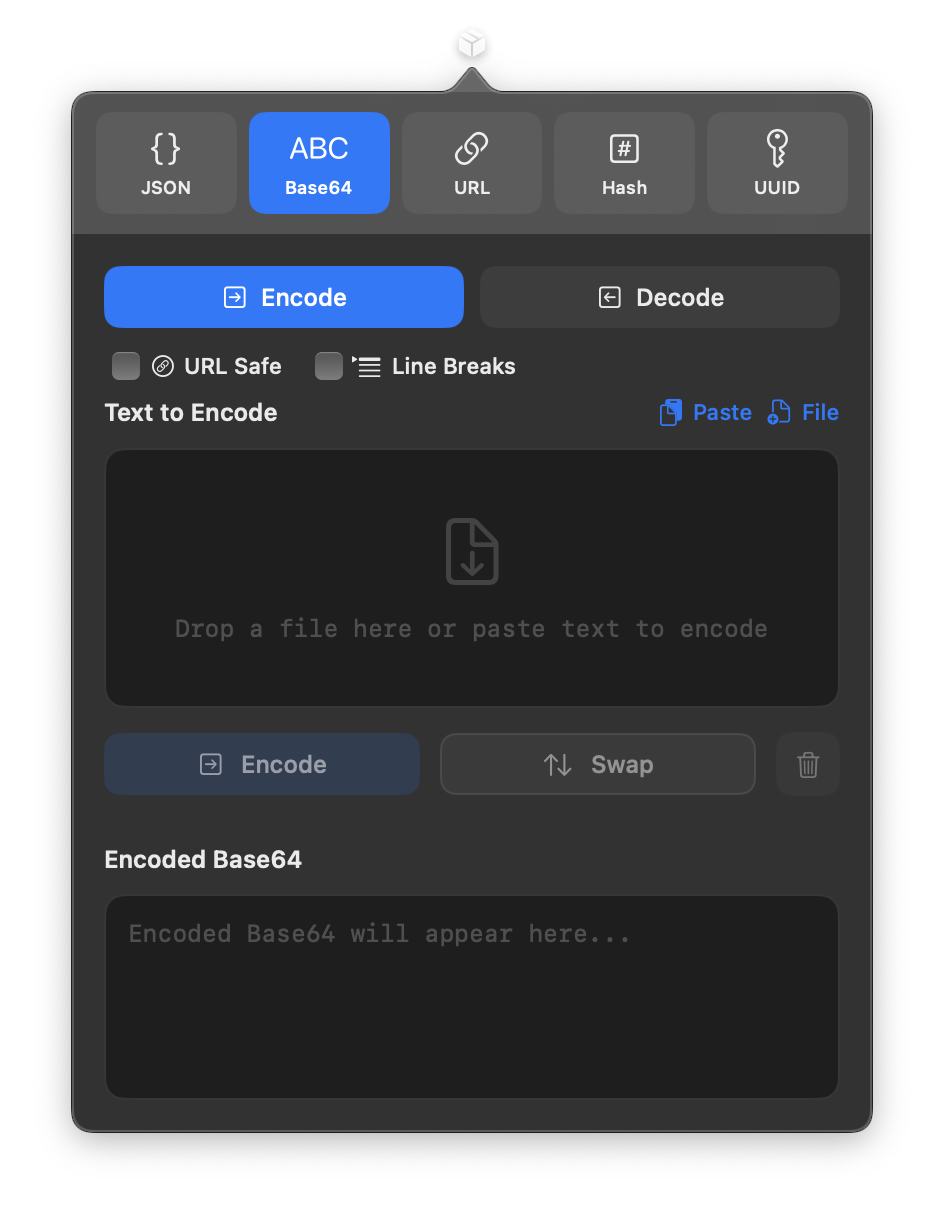 { } ABC #
JSON Base64 URL Hash UUID
Encode Decode
URL Safe Line Breaks
Text to Encode Paste File
Drop a file here or paste text to encode
Encode Swap
Encoded Base64
Encoded Base64 will appear here...